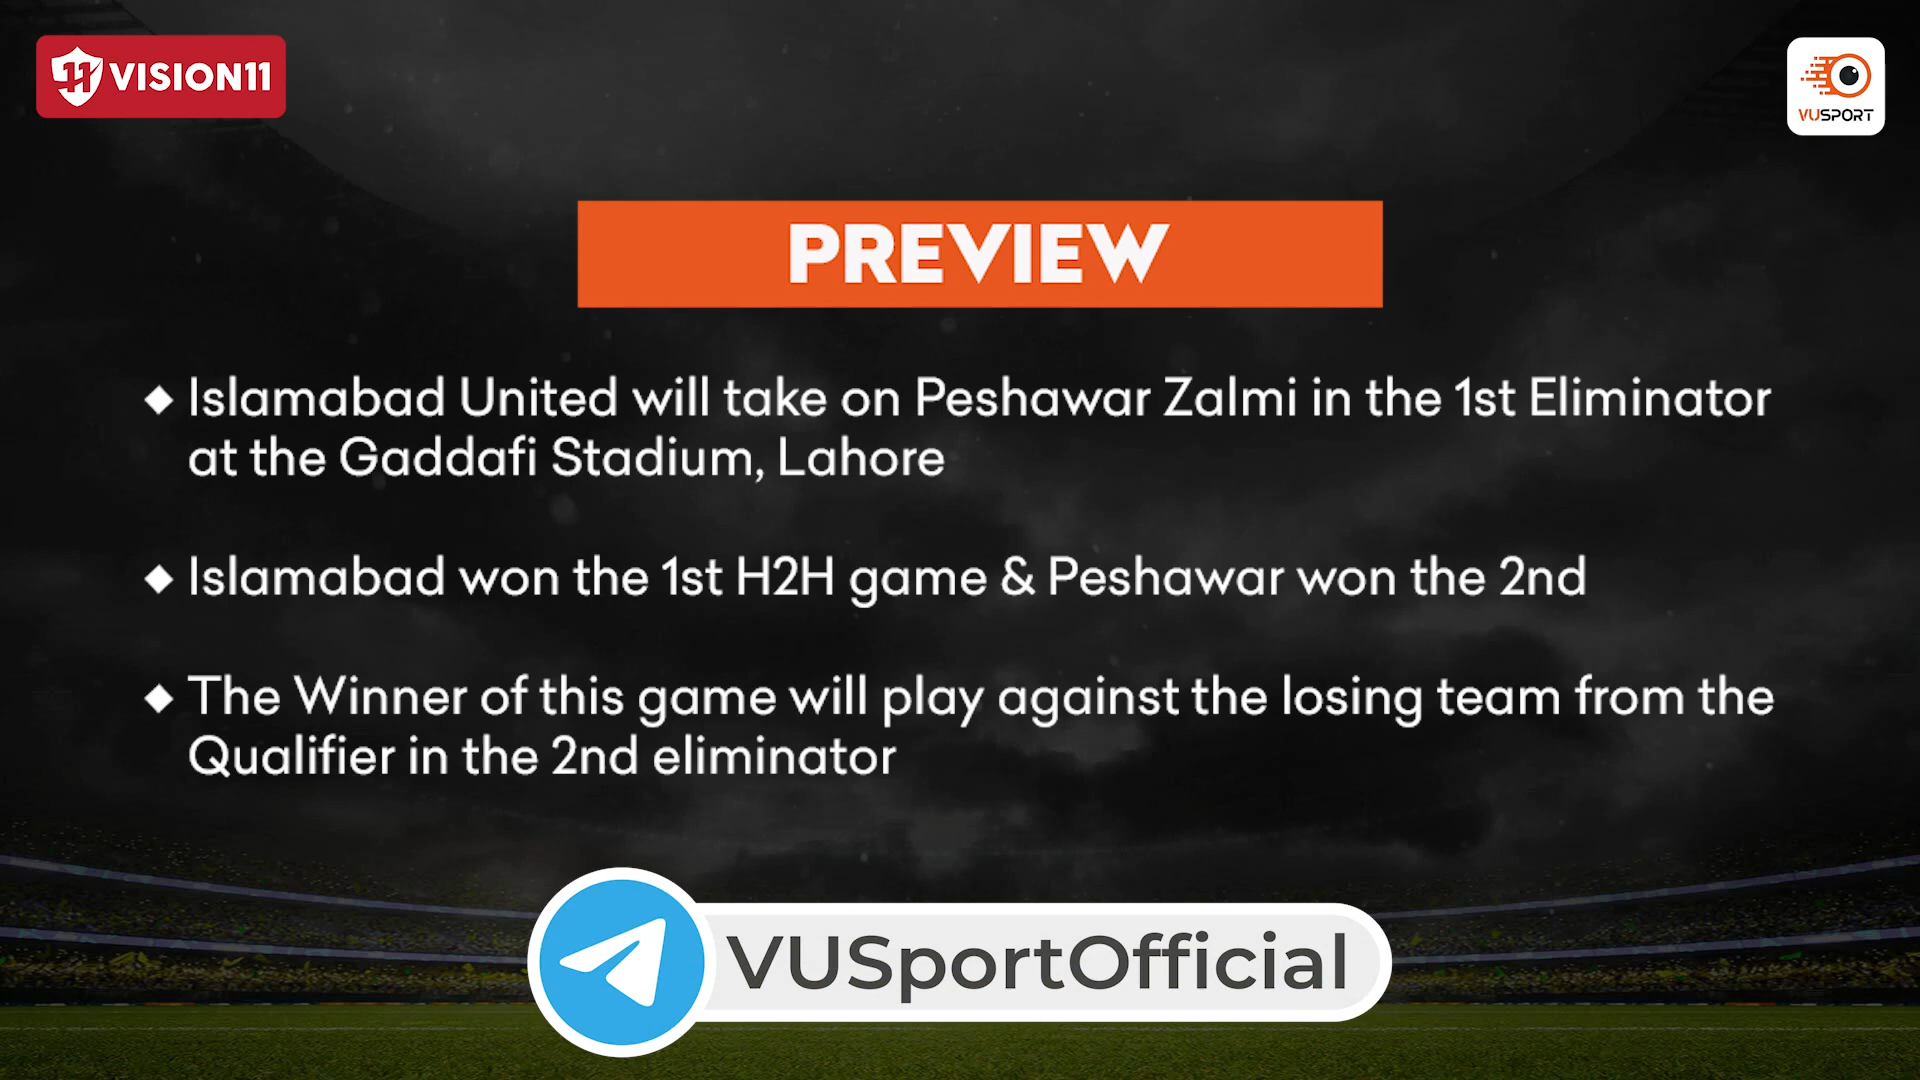 11 VISION11
VUSPORT
PREVIEW
◆ Islamabad United will take on Peshawar Zalmi in the 1st Eliminator
at the Gaddafi Stadium, Lahore
◆ Islamabad won the 1st H2H game & Peshawar won the 2nd
◆ The Winner of this game will play against the losing team from the
Qualifier in the 2nd eliminator
VUSportOfficial